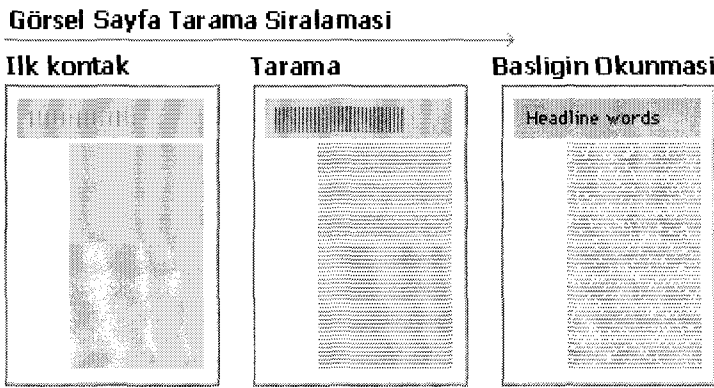 Görsel Sayfa Tarama Siralamasi
Ilk kontak
Tarama
Basligin Okunmasi
Headline words